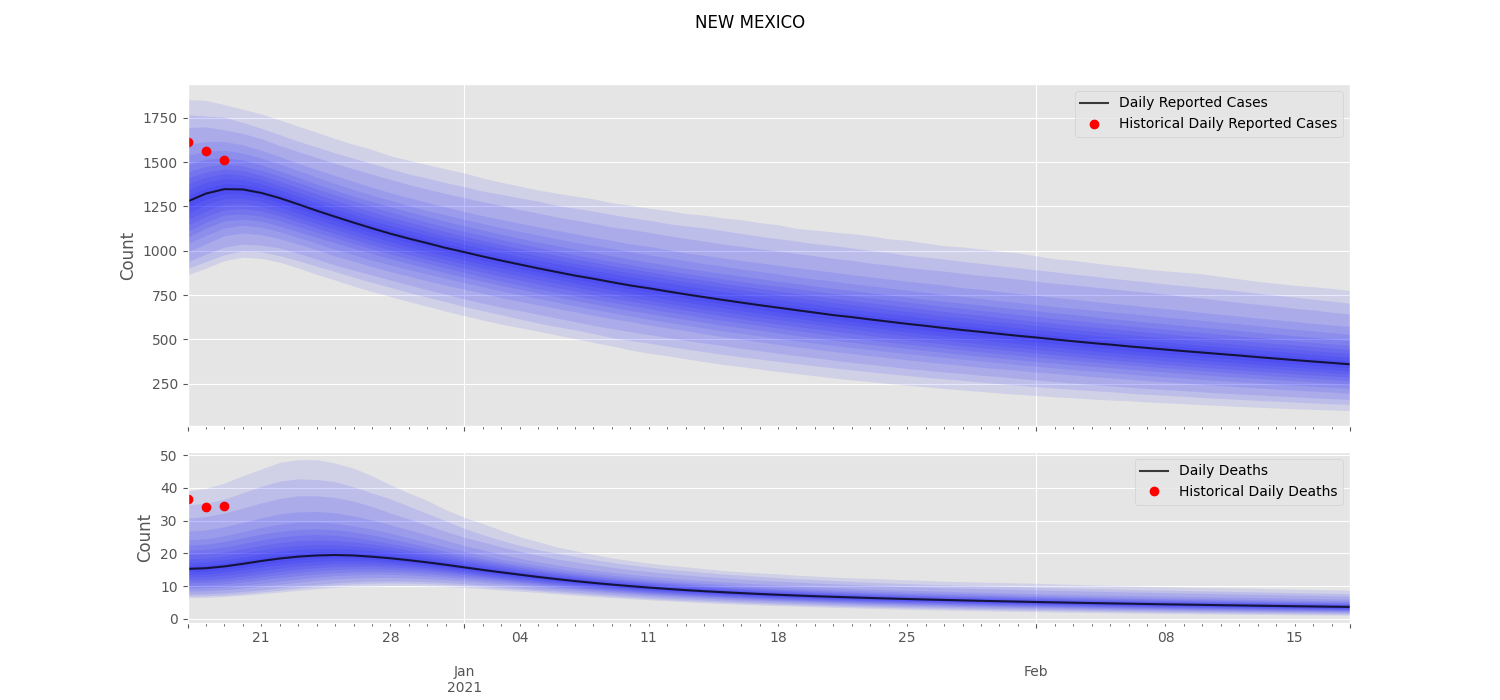 NEW MEXICO
Daily Reported Cases
Historical Daily Reported Cases
Count
1750
1500
1250
1000
750
500
250
Daily Deaths
Historical Daily Deaths
Count
50
40
30
20
10
0
21 28 04 11 18 25 08 15
Jan Feb
2021